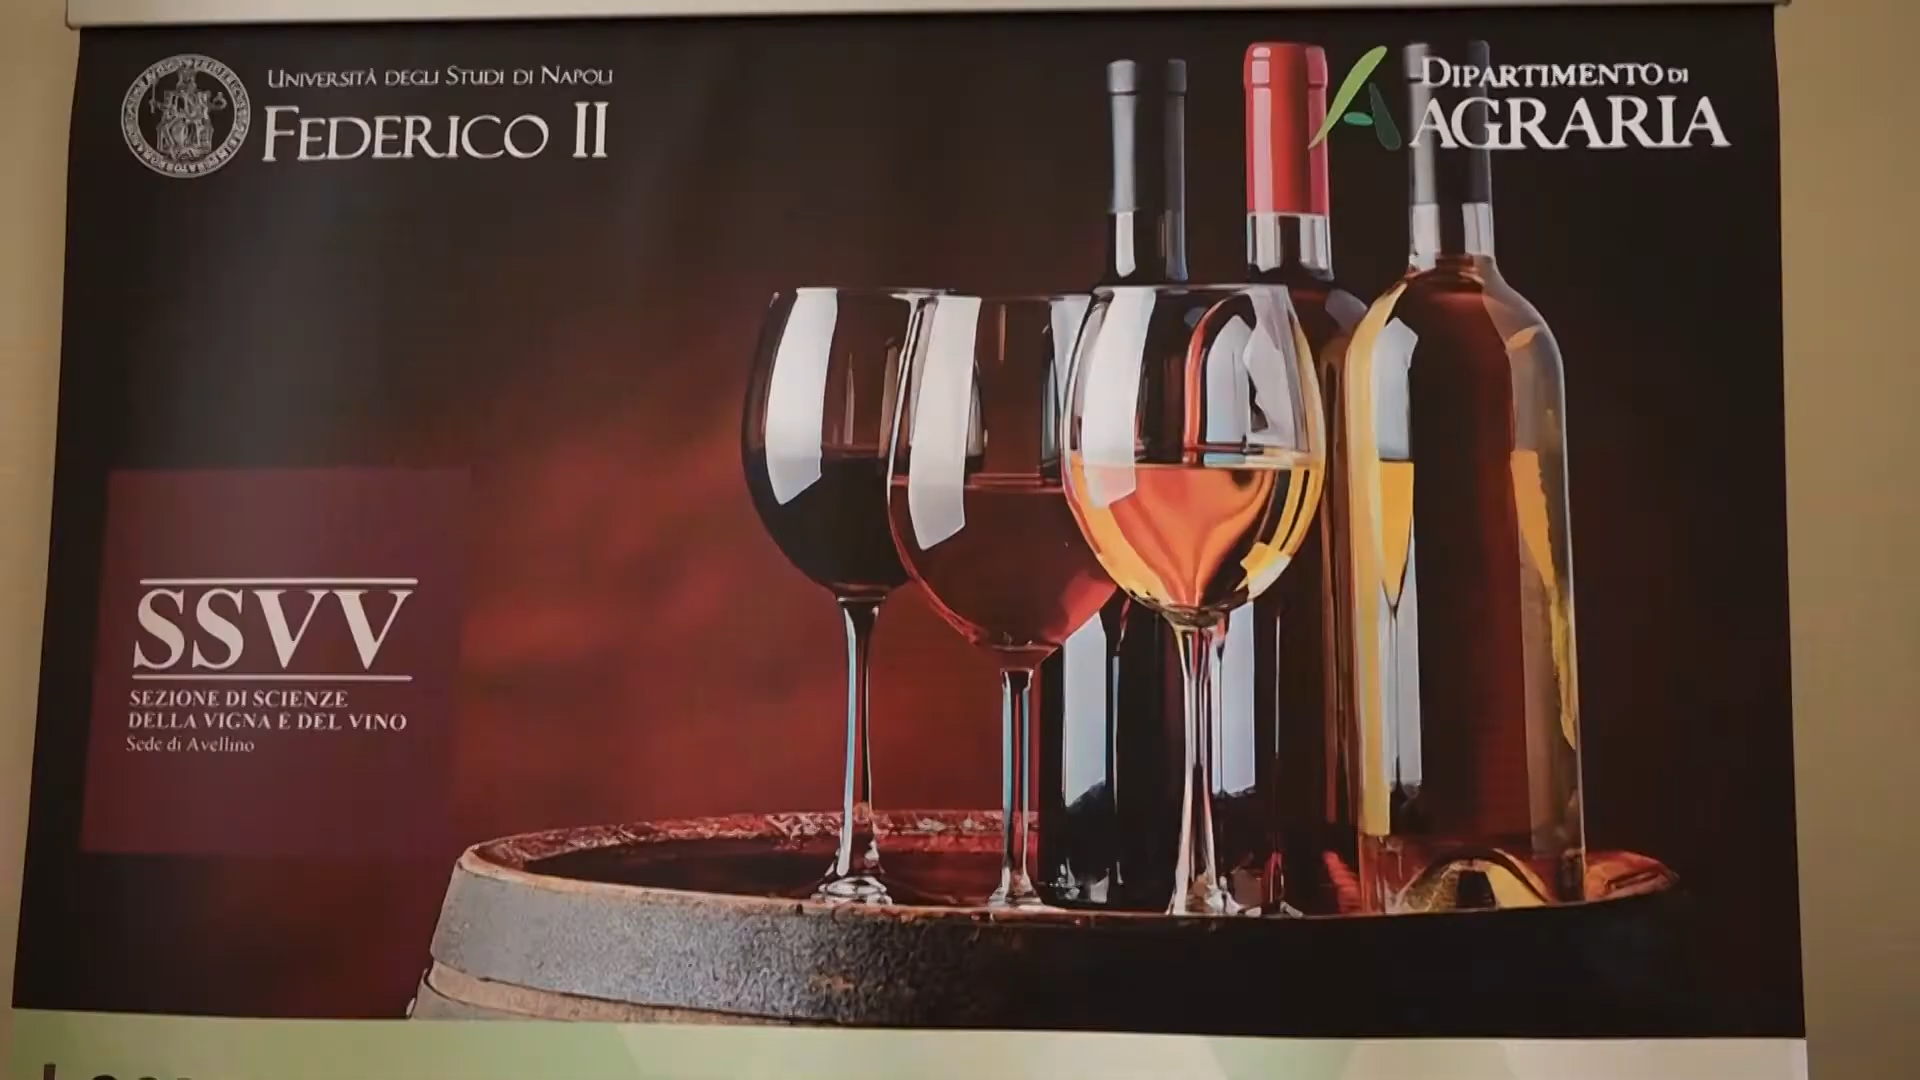 UNIVERSITÀ DEGLI STUDI DI NAPOLI
FEDERICO II
DIPARTIMENTO DI
AGRARIA
SSVV
SEZIONE DI SCIENZE
DELLA VIGNA E DEL VINO
Sede di Avellino